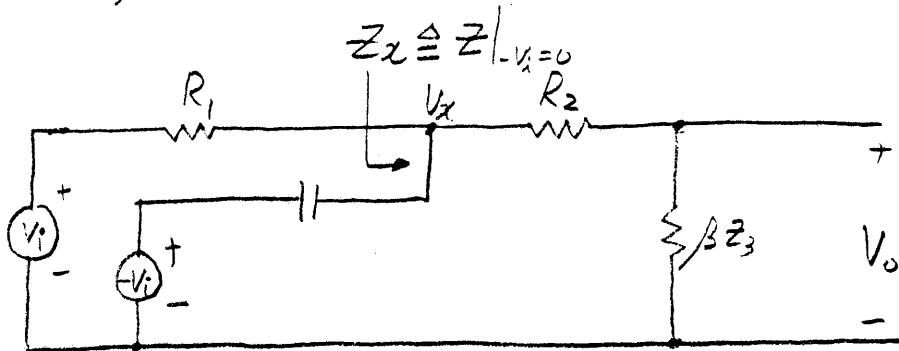 Zx ≜ Z|-Vi=0
R1
Vx
R2
+
Vi
-
+
-Vi
-
βZ3
+
Vo
-